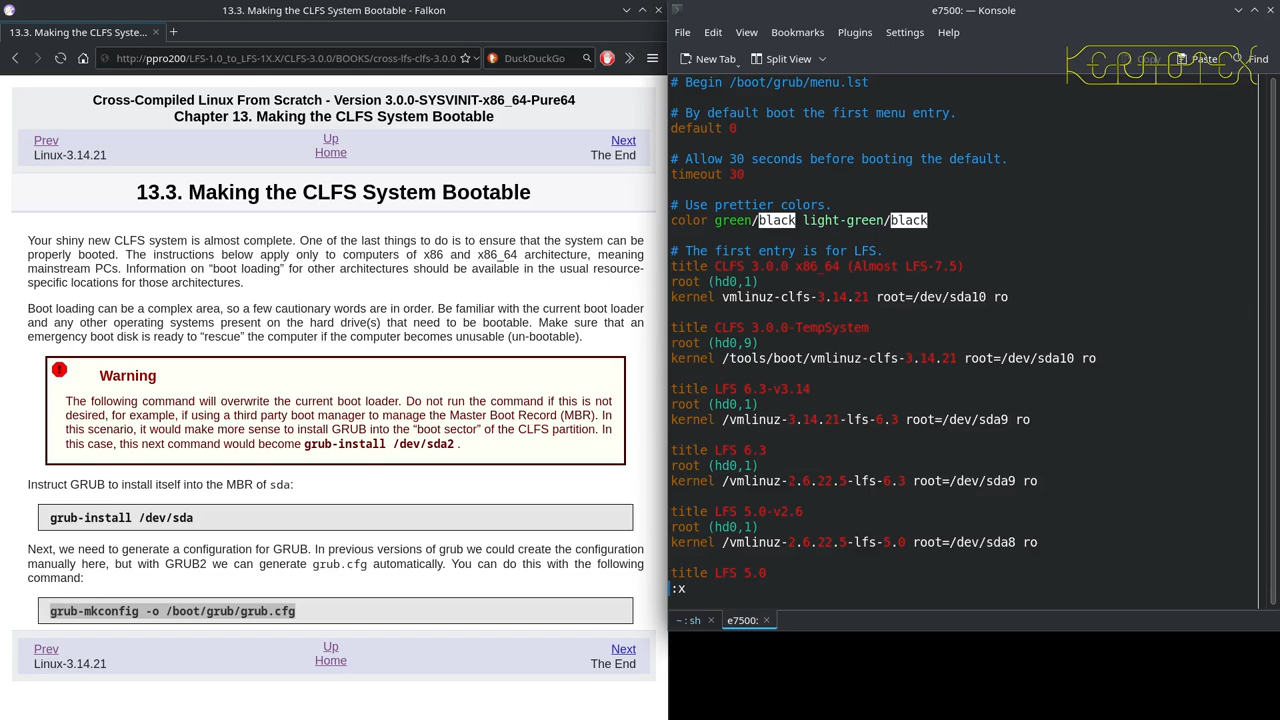 13.3. Making the CLFS System Bootable - Falkon
13.3. Making the CLFS Syste...
http://ppro200/LFS-1.0_to_LFS-1X.X/CLFS-3.0.0/BOOKS/cross-lfs-clfs-3.0.0
DuckDuckGo
Cross-Compiled Linux From Scratch - Version 3.0.0-SYSVINIT-x86_64-Pure64
Chapter 13. Making the CLFS System Bootable
Prev
Up
Next
Linux-3.14.21
Home
The End
13.3. Making the CLFS System Bootable
Your shiny new CLFS system is almost complete. One of the last things to do is to ensure that the system can be
properly booted. The instructions below apply only to computers of x86 and x86_64 architecture, meaning
mainstream PCs. Information on “boot loading” for other architectures should be available in the usual resource-
specific locations for those architectures.
Boot loading can be a complex area, so a few cautionary words are in order. Be familiar with the current boot loader
and any other operating systems present on the hard drive(s) that need to be bootable. Make sure that an
emergency boot disk is ready to “rescue” the computer if the computer becomes unusable (un-bootable).
Warning
The following command will overwrite the current boot loader. Do not run the command if this is not
desired, for example, if using a third party boot manager to manage the Master Boot Record (MBR). In
this scenario it would make more sense to install GRUB into the “boot sector” of the CLFS partition. In
this case, this next command would become grub-install /dev/sda2 .
Instruct GRUB to install itself into the MBR of sda:
grub-install /dev/sda
Next, we need to generate a configuration for GRUB. In previous versions of grub we could create the configuration
manually here, but with GRUB2 we can generate grub.cfg automatically. You can do this with the following
command:
grub-mkconfig -o /boot/grub/grub.cfg
Prev
Up
Next
Linux-3.14.21
Home
The End
e7500: — Konsole
File Edit View Bookmarks Plugins Settings Help
New Tab Split View Copy Paste Find
# Begin /boot/grub/menu.lst
# By default boot the first menu entry.
default 0
# Allow 30 seconds before booting the default.
timeout 30
# Use prettier colors.
color green/black light-green/black
# The first entry is for LFS.
title CLFS 3.0.0 x86_64 (Almost LFS-7.5)
root (hd0,1)
kernel vmlinuz-clfs-3.14.21 root=/dev/sda10 ro
title CLFS 3.0.0-TempSystem
root (hd0,9)
kernel /tools/boot/vmlinuz-clfs-3.14.21 root=/dev/sda10 ro
title LFS 6.3-v3.14
root (hd0,1)
kernel /vmlinuz-3.14.21-lfs-6.3 root=/dev/sda9 ro
title LFS 6.3
root (hd0,1)
kernel /vmlinuz-2.6.22.5-lfs-6.3 root=/dev/sda9 ro
title LFS 5.0-v2.6
root (hd0,1)
kernel /vmlinuz-2.6.22.5-lfs-5.0 root=/dev/sda8 ro
title LFS 5.0
:x
~ : sh
e7500: